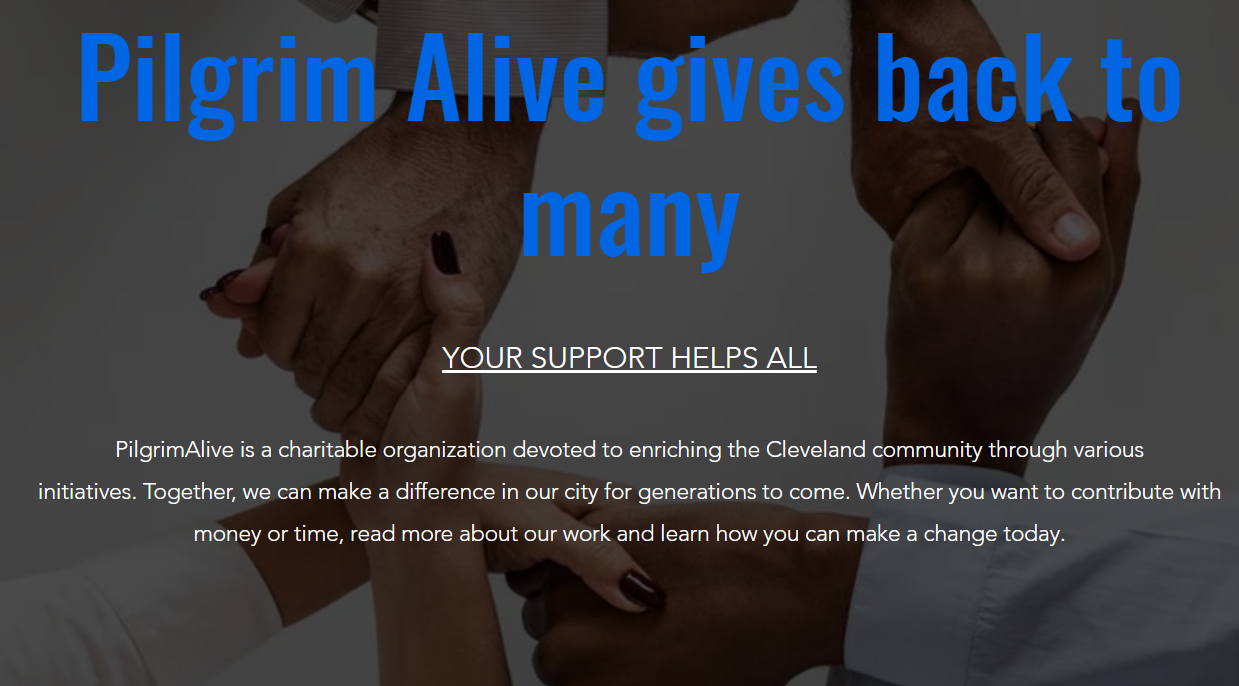 Pilgrim Alive gives back to
many
YOUR SUPPORT HELPS ALL
PilgrimAlive is a charitable organization devoted to enriching the Cleveland community through various
initiatives. Together, we can make a difference in our city for generations to come. Whether you want to contribute with
money or time, read more about our work and learn how you can make a change today.